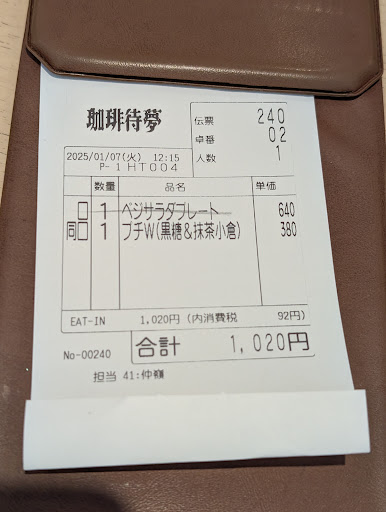 珈琲待夢
伝票 240
卓番 02
人数 1
2025/01/07(火) 12:15
P-1HT004
数量 品名 単価
□ 1 ベジサラダプレート 640
同□ 1 プチW(黒糖&抹茶小倉) 380
EAT-IN 1,020円 (内消費税 92円)
No-00240 合計 1,020円
担当 41:仲嶺